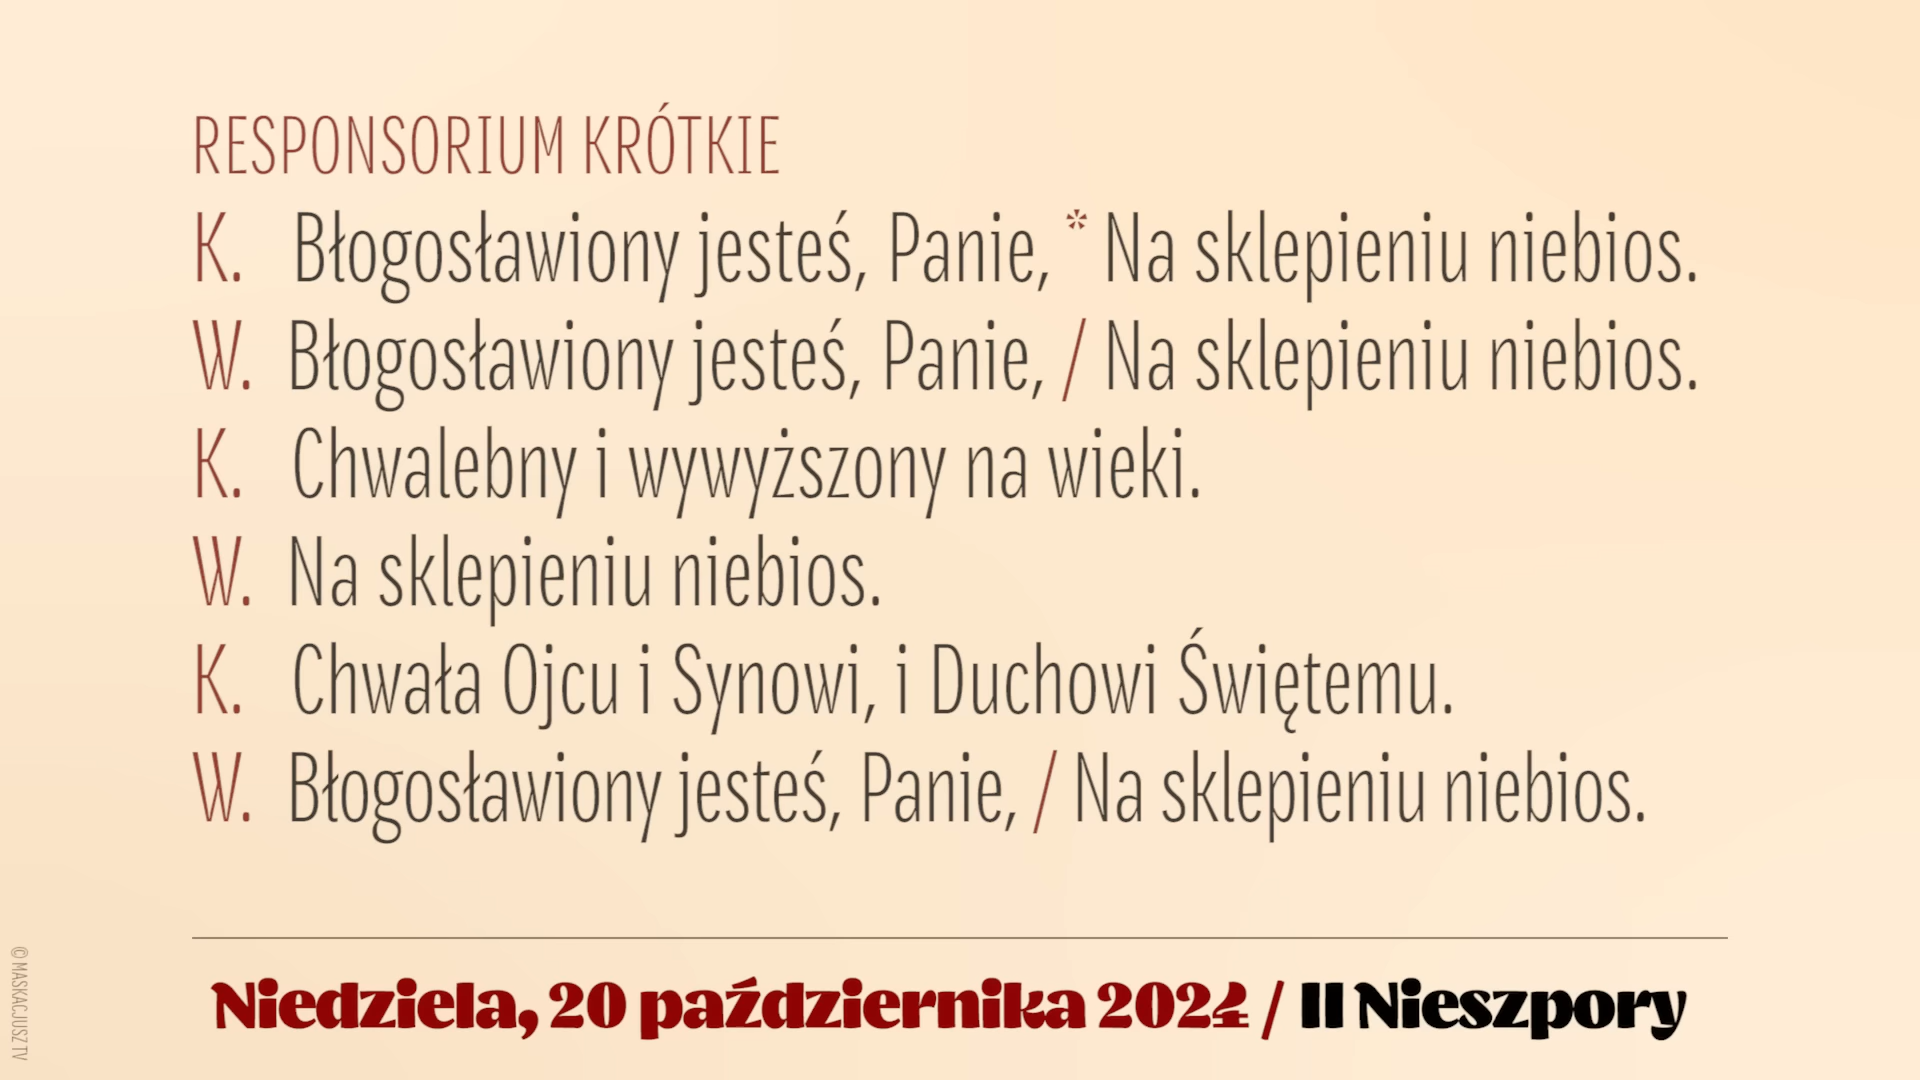 RESPONSORIUM KRÓTKIE
K. Błogosławiony jesteś, Panie, * Na sklepieniu niebios.
W. Błogosławiony jesteś, Panie, / Na sklepieniu niebios.
K. Chwalebny i wywyższony na wieki.
W. Na sklepieniu niebios.
K. Chwała Ojcu i Synowi, i Duchowi Świętemu.
W. Błogosławiony jesteś, Panie, / Na sklepieniu niebios.
Niedziela, 20 października 2024 / II Nieszpory
© MASKACJUSZ TV